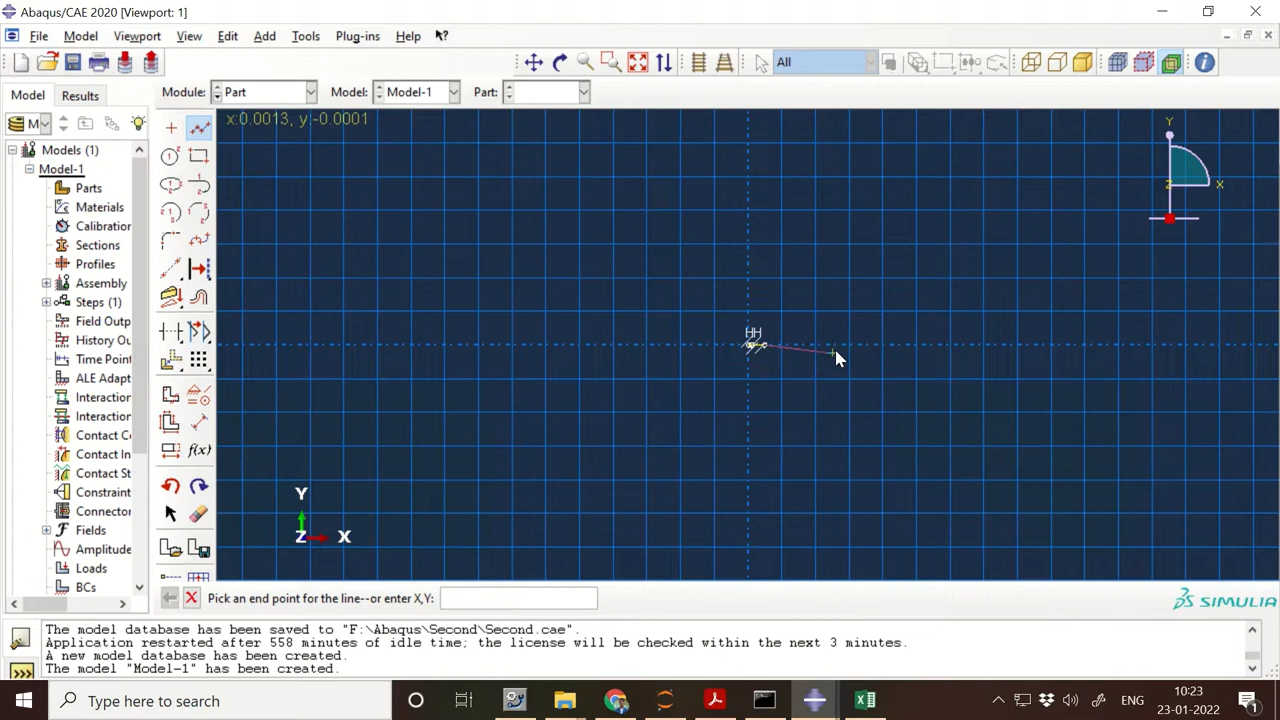 Abaqus/CAE 2020 [Viewport: 1]
File Model Viewport View Edit Add Tools Plug-ins Help
All
Model Results Module: Part Model: Model-1 Part:
x:0.0013, y:-0.0001
M
Models (1)
Model-1
Parts
Materials
Calibration
Sections
Profiles
Assembly
Steps (1)
Field Outp
History Ou
Time Point
ALE Adapt
Interaction
Interaction
Contact Co
Contact In
Contact St
Constraint
Connector
Fields
Amplitude
Loads
BCs
f(x)
HH
Y
Z X
Y
Z X
Pick an end point for the line--or enter X,Y:
SIMULIA
The model database has been saved to "F:\Abaqus\Second\Second.cae".
Application restarted after 558 minutes of idle time; the license will be checked within the next 3 minutes.
A new model database has been created.
The model "Model-1" has been created.
Type here to search
ENG
10:23
23-01-2022
1